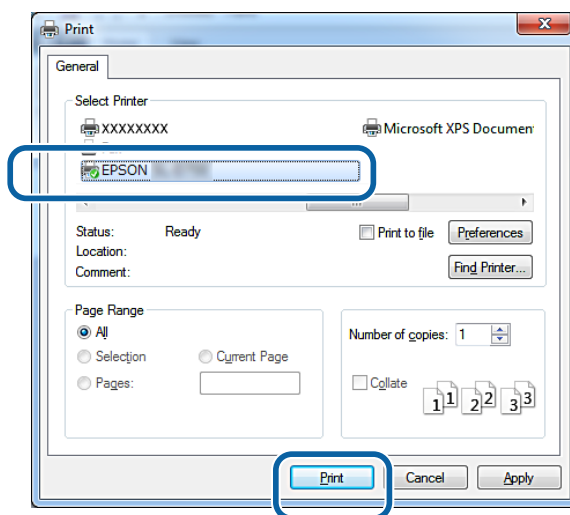 Print
General
Select Printer
XXXXXXXX Microsoft XPS Documen
EPSON
Status: Ready Print to file Preferences
Location:
Comment: Find Printer...
Page Range
All Number of copies: 1
Selection Current Page
Pages: Collate
1 1 2 2 3 3
Print Cancel Apply